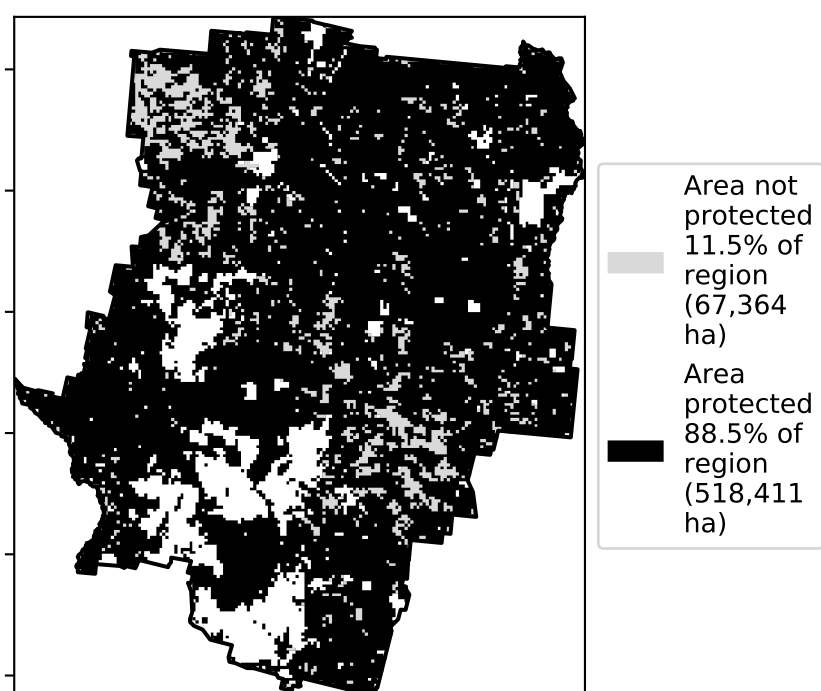 Area not
protected
11.5% of
region
(67,364
ha)
Area
protected
88.5% of
region
(518,411
ha)